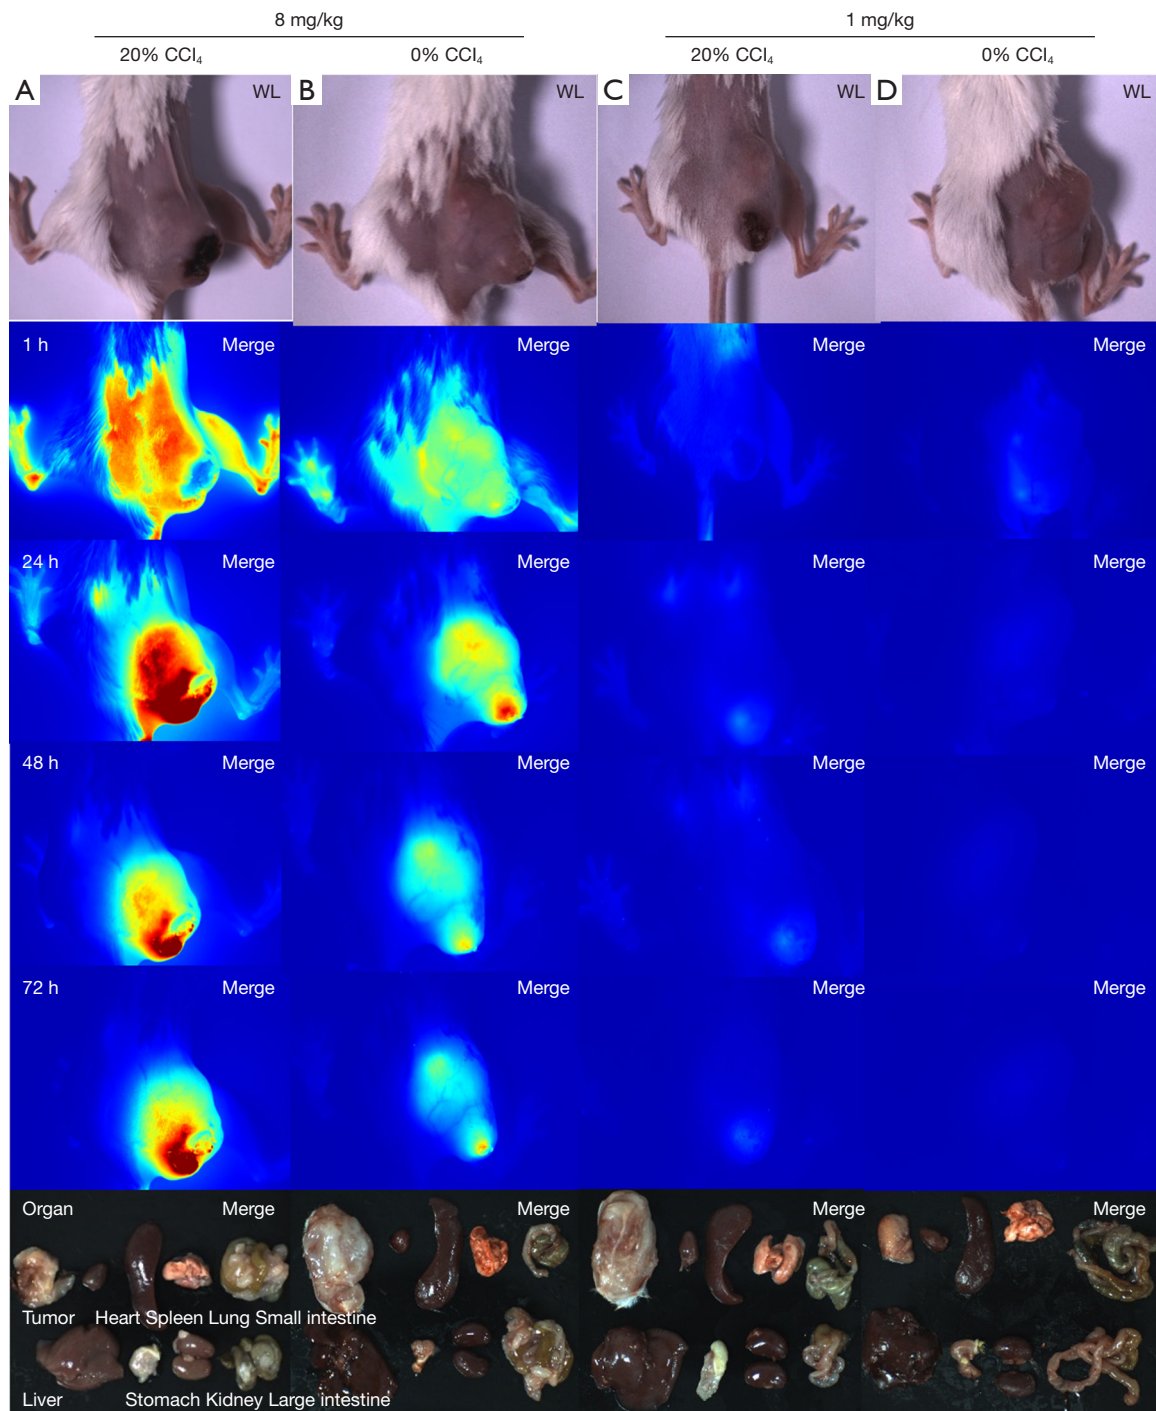 8 mg/kg 1 mg/kg
20% CCl₄ 0% CCl₄ 20% CCl₄ 0% CCl₄
A WL B WL C WL D WL
1 h Merge Merge Merge Merge
24 h Merge Merge Merge Merge
48 h Merge Merge Merge Merge
72 h Merge Merge Merge Merge
Organ Merge Merge Merge Merge
Tumor Heart Spleen Lung Small intestine
Liver Stomach Kidney Large intestine